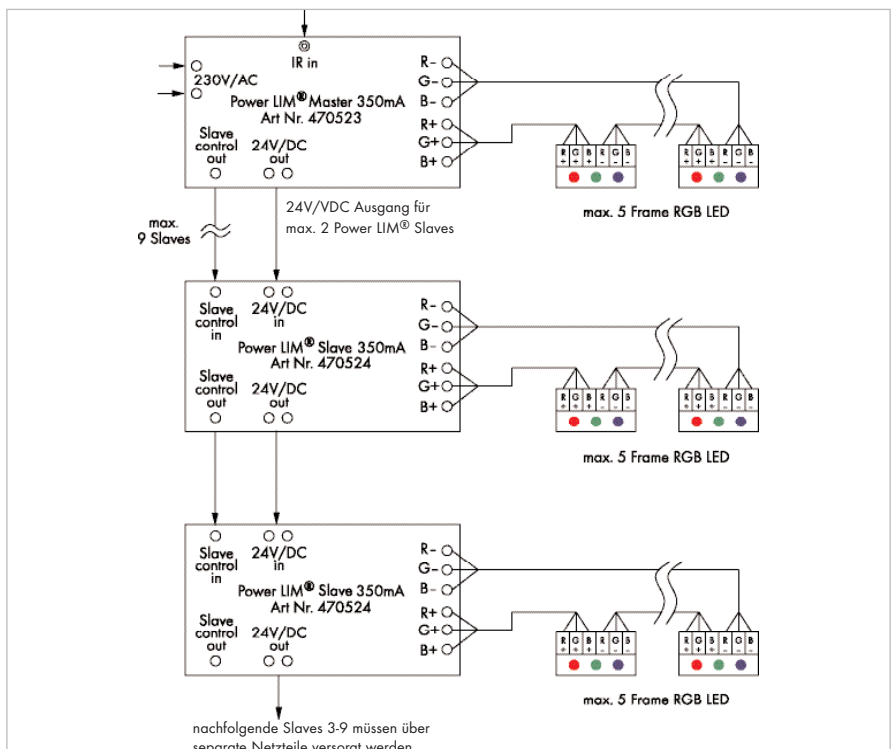 IR in
230V/AC
Power LIM® Master 350mA
Art Nr. 470523
Slave
control
out
24V/DC
out
R-
G-
B-
R+
G+
B+
R G B R G B
+ + + - - -
R G B R G B
+ + + - - -
max. 5 Frame RGB LED
max.
9 Slaves
24V/VDC Ausgang für
max. 2 Power LIM® Slaves
Slave
control
in
24V/DC
in
Power LIM® Slave 350mA
Art Nr. 470524
Slave
control
out
24V/DC
out
R-
G-
B-
R+
G+
B+
R G B R G B
+ + + - - -
R G B R G B
+ + + - - -
max. 5 Frame RGB LED
Slave
control
in
24V/DC
in
Power LIM® Slave 350mA
Art Nr. 470524
Slave
control
out
24V/DC
out
R-
G-
B-
R+
G+
B+
R G B R G B
+ + + - - -
R G B R G B
+ + + - - -
max. 5 Frame RGB LED
nachfolgende Slaves 3-9 müssen über
separate Netzteile versorgt werden